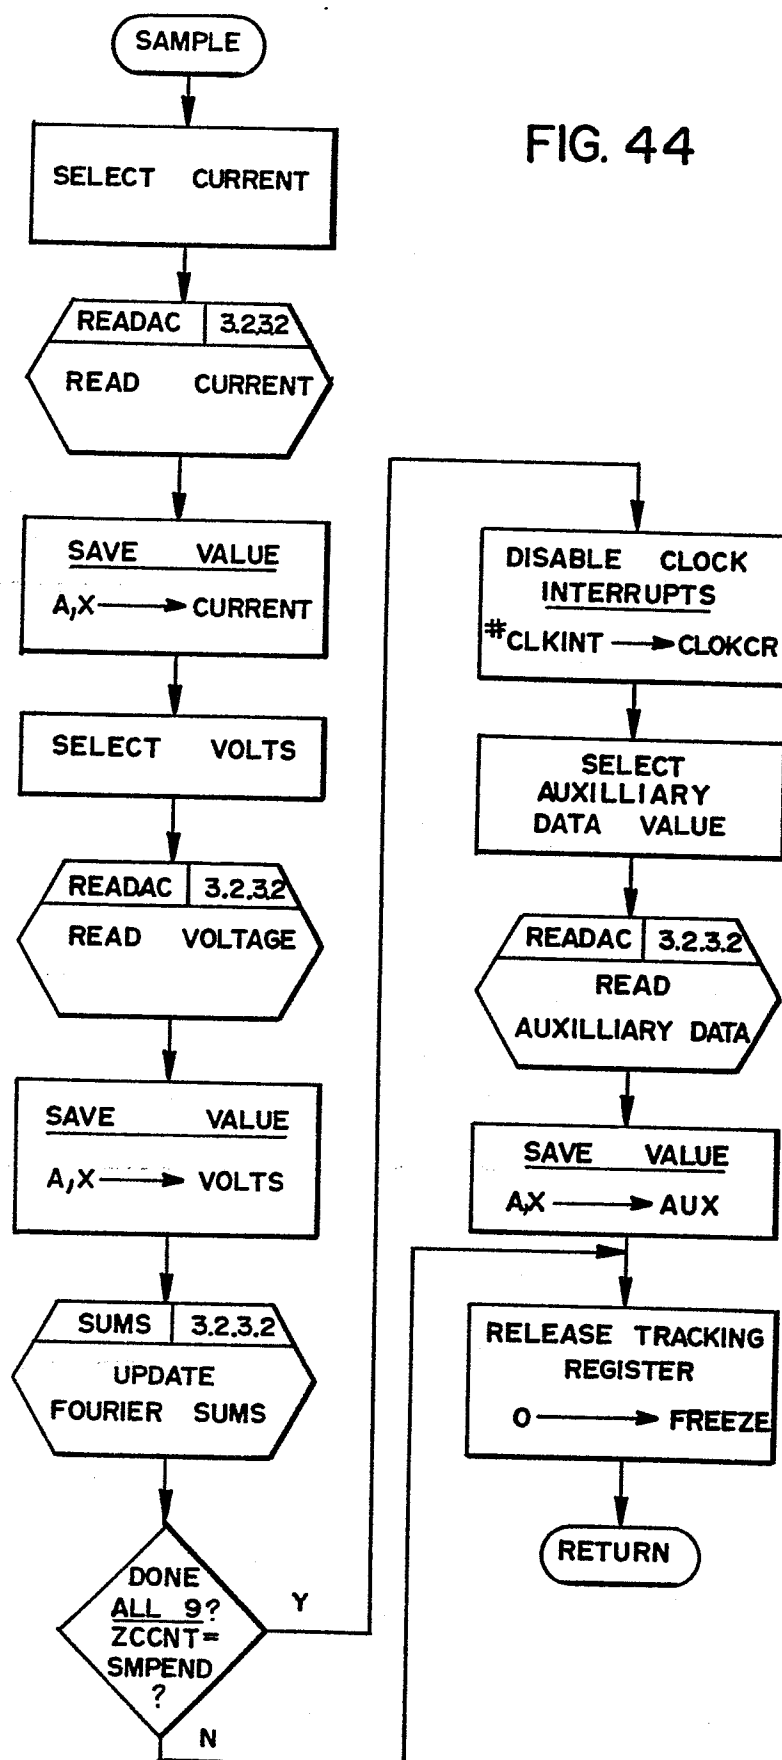 SAMPLE
FIG. 44
SELECT CURRENT
READAC 3.2.3.2
READ CURRENT
SAVE VALUE
A,X → CURRENT
SELECT VOLTS
READAC 3.2.3.2
READ VOLTAGE
SAVE VALUE
A,X → VOLTS
SUMS 3.2.3.2
UPDATE
FOURIER SUMS
DONE
ALL 9?
ZCCNT=
SMPEND
?
Y
N
DISABLE CLOCK
INTERRUPTS
#CLKINT → CLOKCR
SELECT
AUXILLIARY
DATA VALUE
READAC 3.2.3.2
READ
AUXILLIARY DATA
SAVE VALUE
A,X → AUX
RELEASE TRACKING
REGISTER
0 → FREEZE
RETURN